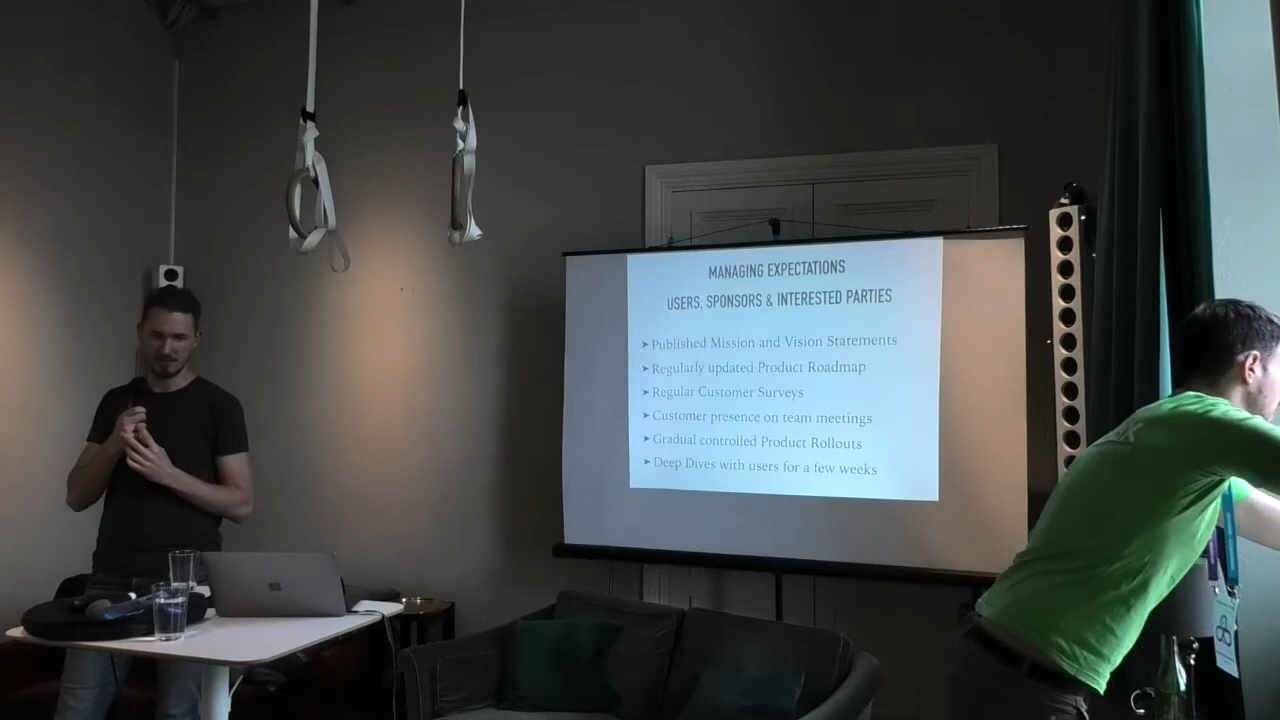 MANAGING EXPECTATIONS
USERS, SPONSORS & INTERESTED PARTIES
➤ Published Mission and Vision Statements
➤ Regularly updated Product Roadmap
➤ Regular Customer Surveys
➤ Customer presence on team meetings
➤ Gradual controlled Product Rollouts
➤ Deep Dives with users for a few weeks